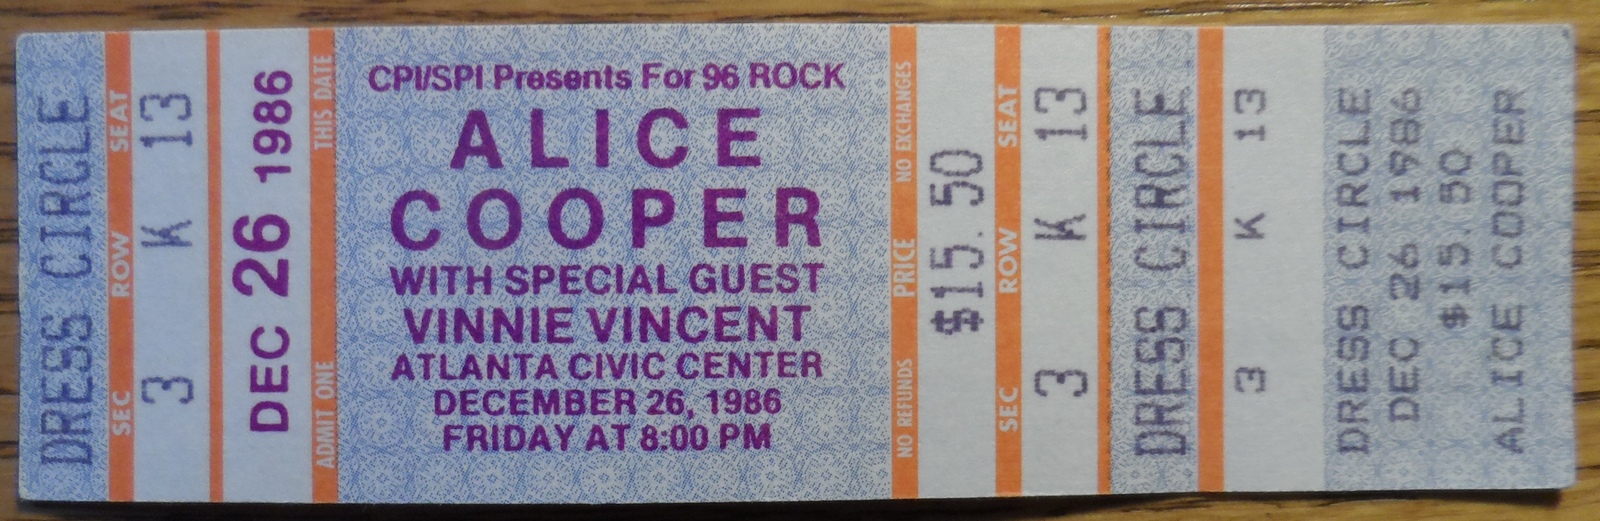 DRESS CIRCLE
SEC ROW SEAT
3 K 13
DEC 26 1986
ADMIT ONE THIS DATE
CPI/SPI Presents For 96 ROCK
ALICE
COOPER
WITH SPECIAL GUEST
VINNIE VINCENT
ATLANTA CIVIC CENTER
DECEMBER 26, 1986
FRIDAY AT 8:00 PM
NO REFUNDS PRICE NO EXCHANGES
$15.50
SEC ROW SEAT
3 K 13
DRESS CIRCLE
3 K 13
DRESS CIRCLE
DEC 26 1986
$15.50
ALICE COOPER